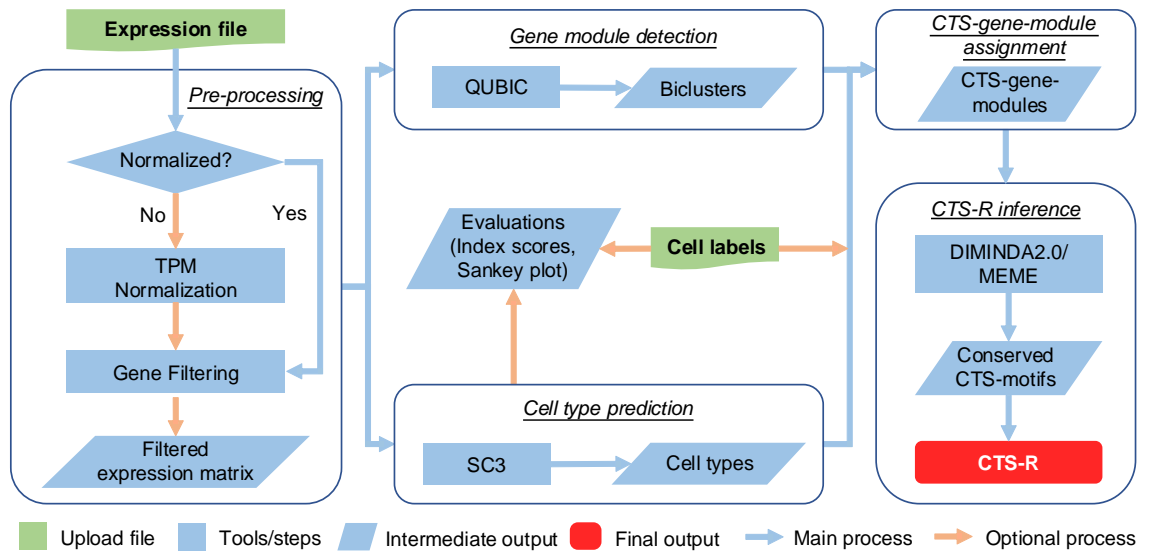 Expression file
Pre-processing
Normalized?
No
Yes
TPM
Normalization
Gene Filtering
Filtered
expression matrix
Gene module detection
QUBIC
Biclusters
Evaluations
(Index scores,
Sankey plot)
Cell labels
Cell type prediction
SC3
Cell types
CTS-gene-module
assignment
CTS-gene-
modules
CTS-R inference
DIMINDA2.0/
MEME
Conserved
CTS-motifs
CTS-R
Upload file
Tools/steps
Intermediate output
Final output
Main process
Optional process